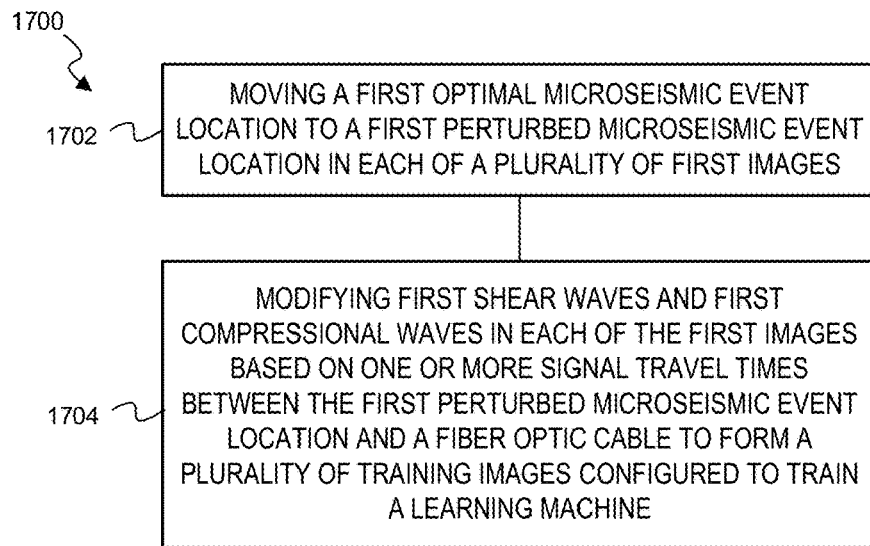 1700
MOVING A FIRST OPTIMAL MICROSEISMIC EVENT
LOCATION TO A FIRST PERTURBED MICROSEISMIC EVENT
LOCATION IN EACH OF A PLURALITY OF FIRST IMAGES
1702
MODIFYING FIRST SHEAR WAVES AND FIRST
COMPRESSIONAL WAVES IN EACH OF THE FIRST IMAGES
BASED ON ONE OR MORE SIGNAL TRAVEL TIMES
BETWEEN THE FIRST PERTURBED MICROSEISMIC EVENT
LOCATION AND A FIBER OPTIC CABLE TO FORM A
PLURALITY OF TRAINING IMAGES CONFIGURED TO TRAIN
A LEARNING MACHINE
1704